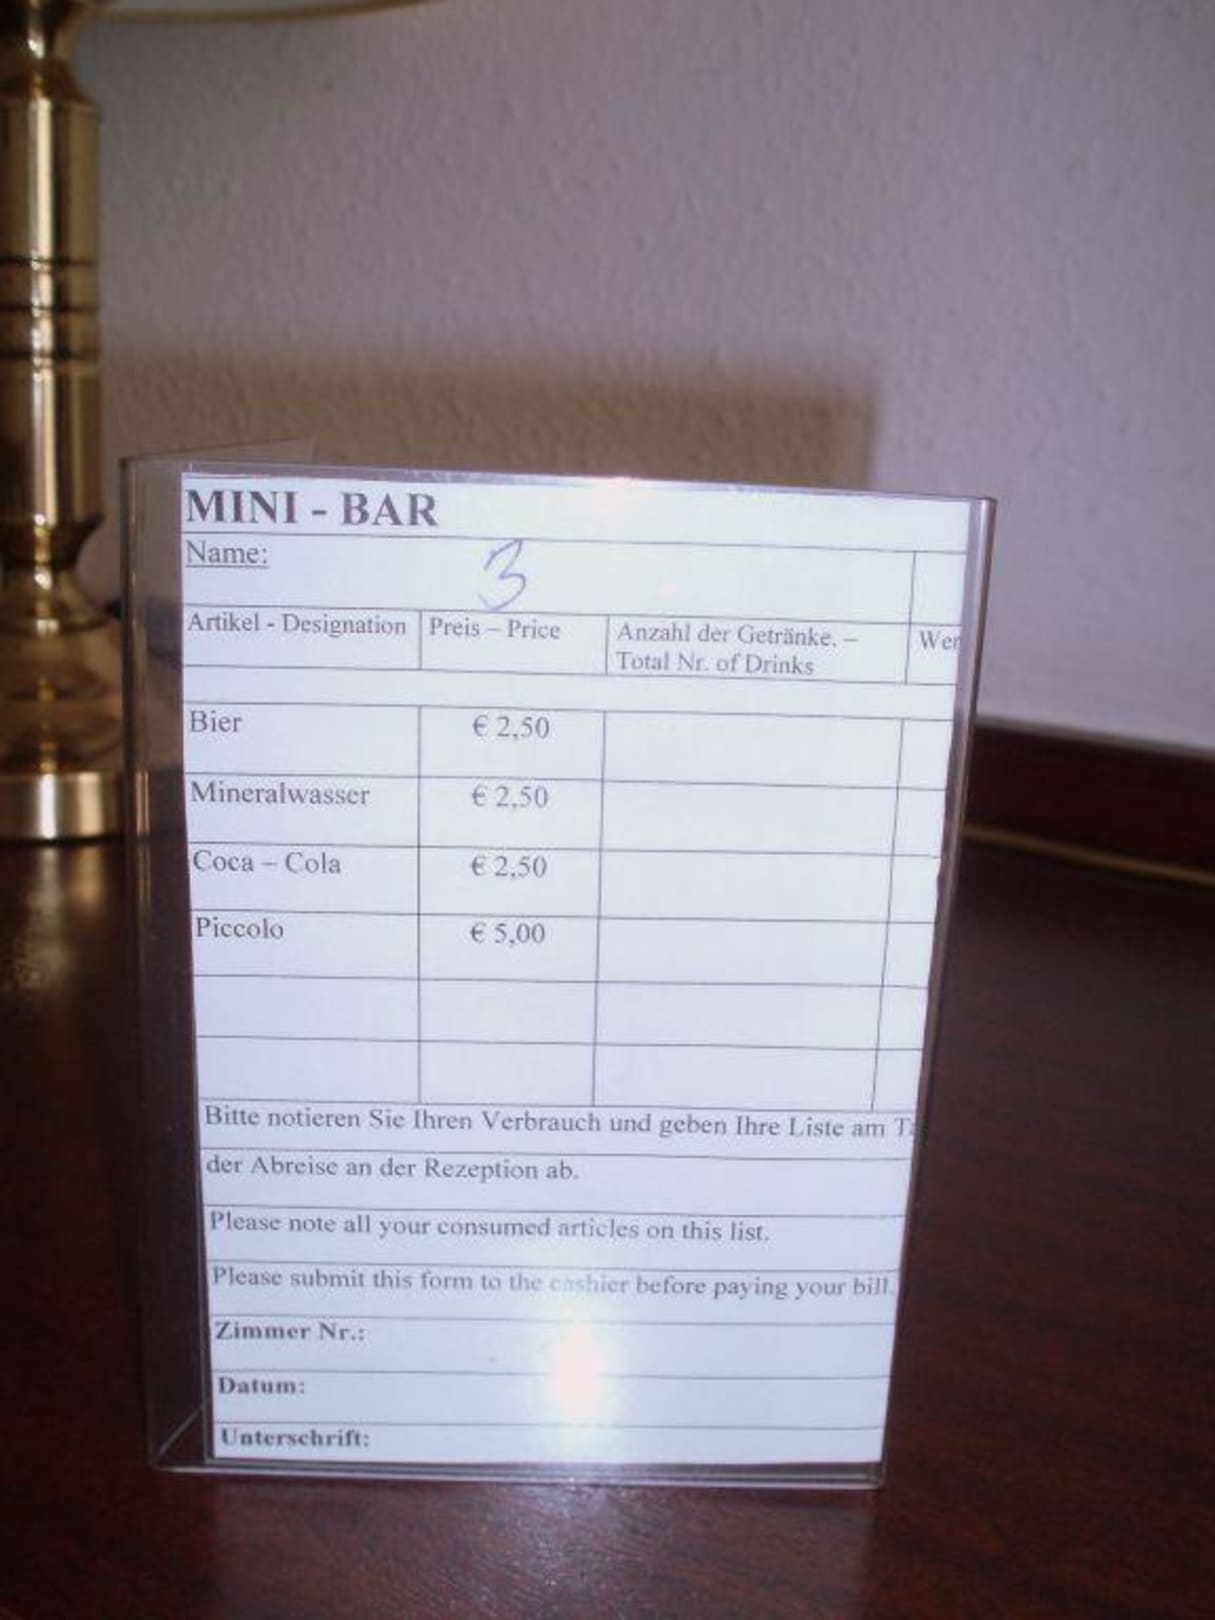 MINI - BAR
Name:
3
Artikel - Designation Preis – Price Anzahl der Getränke. –
Total Nr. of Drinks
Bier € 2,50
Mineralwasser € 2,50
Coca – Cola € 2,50
Piccolo € 5,00
Bitte notieren Sie Ihren Verbrauch und geben Ihre Liste am
der Abreise an der Rezeption ab.
Please note all your consumed articles on this list.
Please submit this form to the cashier before paying your bill.
Zimmer Nr.:
Datum:
Unterschrift: